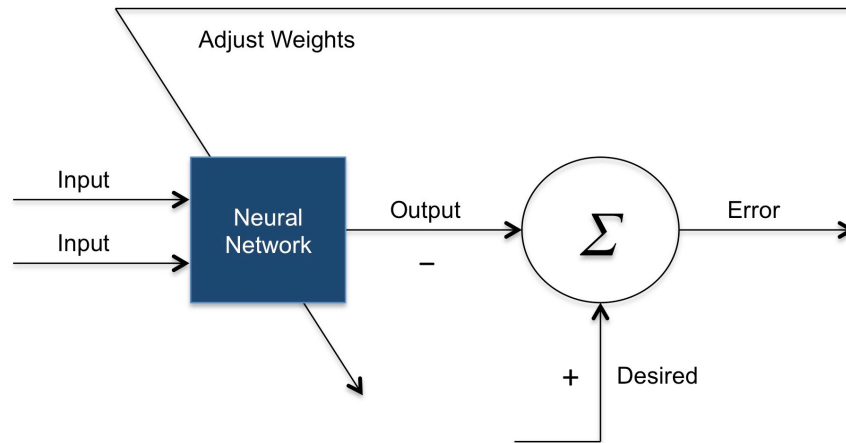 Adjust Weights
Input
Input
Neural
Network
Output
−
Σ
Error
+
Desired